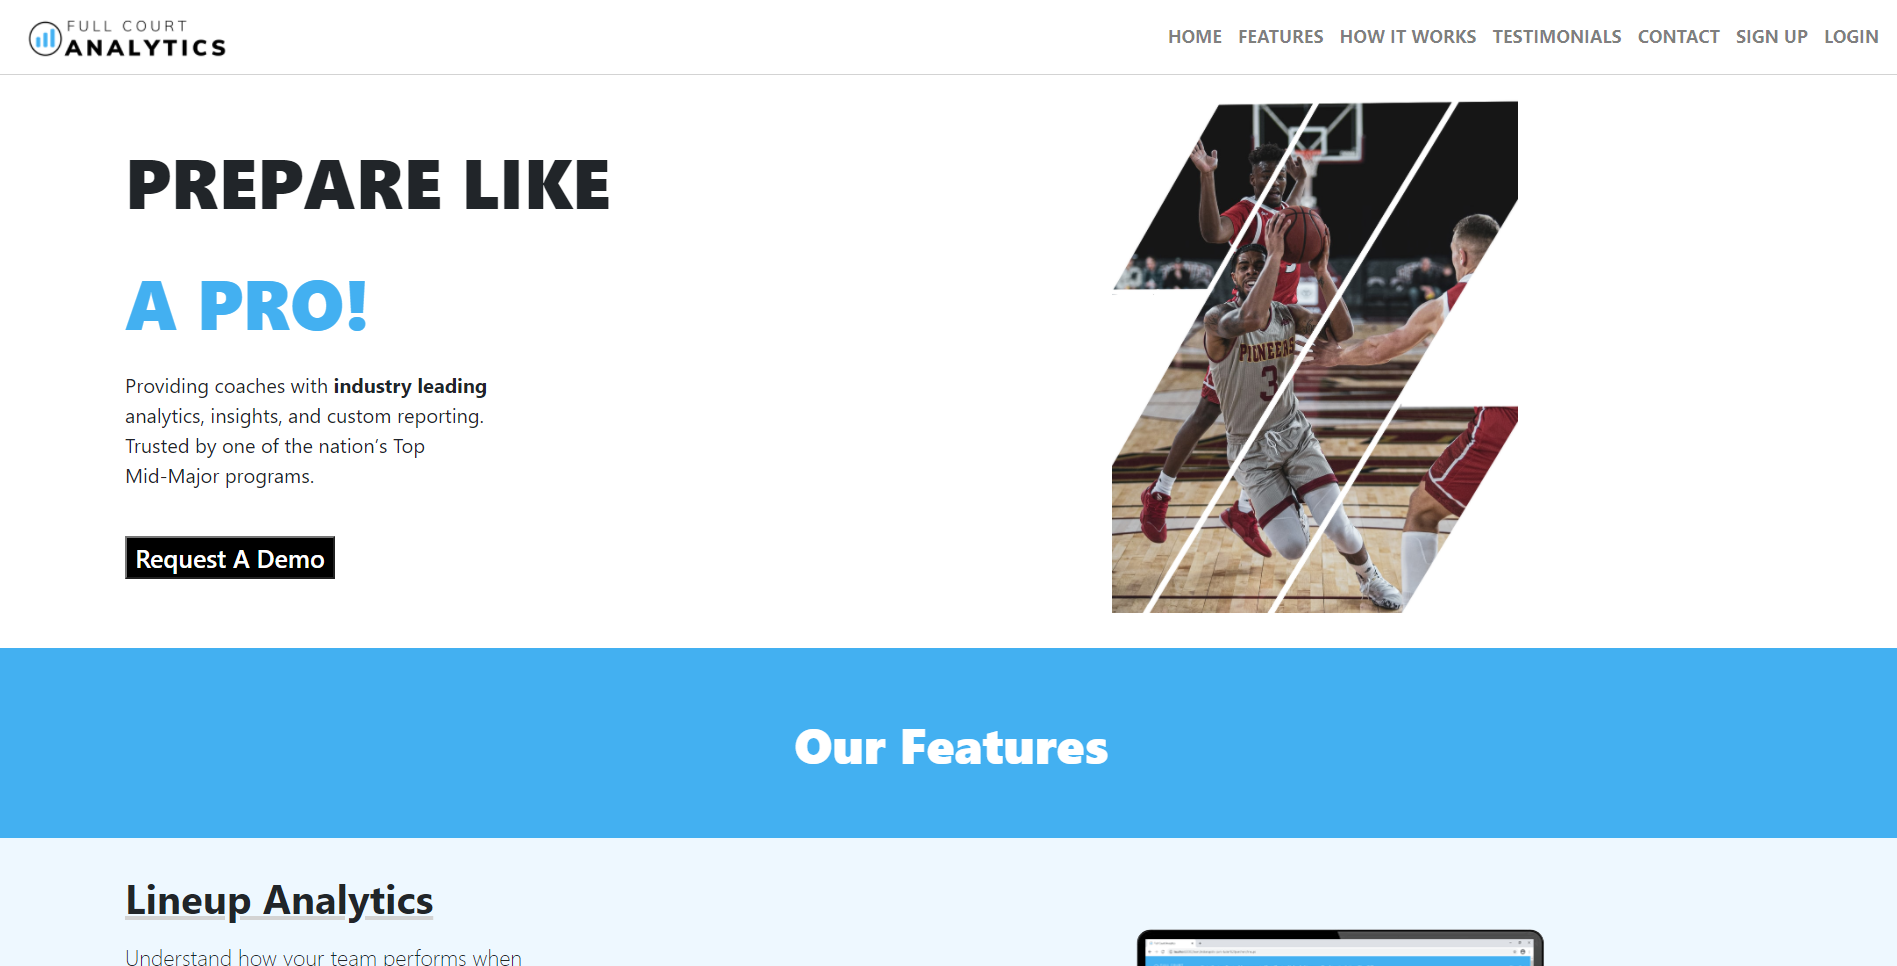 FULL COURT
ANALYTICS
HOME FEATURES HOW IT WORKS TESTIMONIALS CONTACT SIGN UP LOGIN
PREPARE LIKE
A PRO!
Providing coaches with industry leading
analytics, insights, and custom reporting.
Trusted by one of the nation’s Top
Mid-Major programs.
Request A Demo
PIONEERS
3
Our Features
Lineup Analytics
Understand how your team performs when